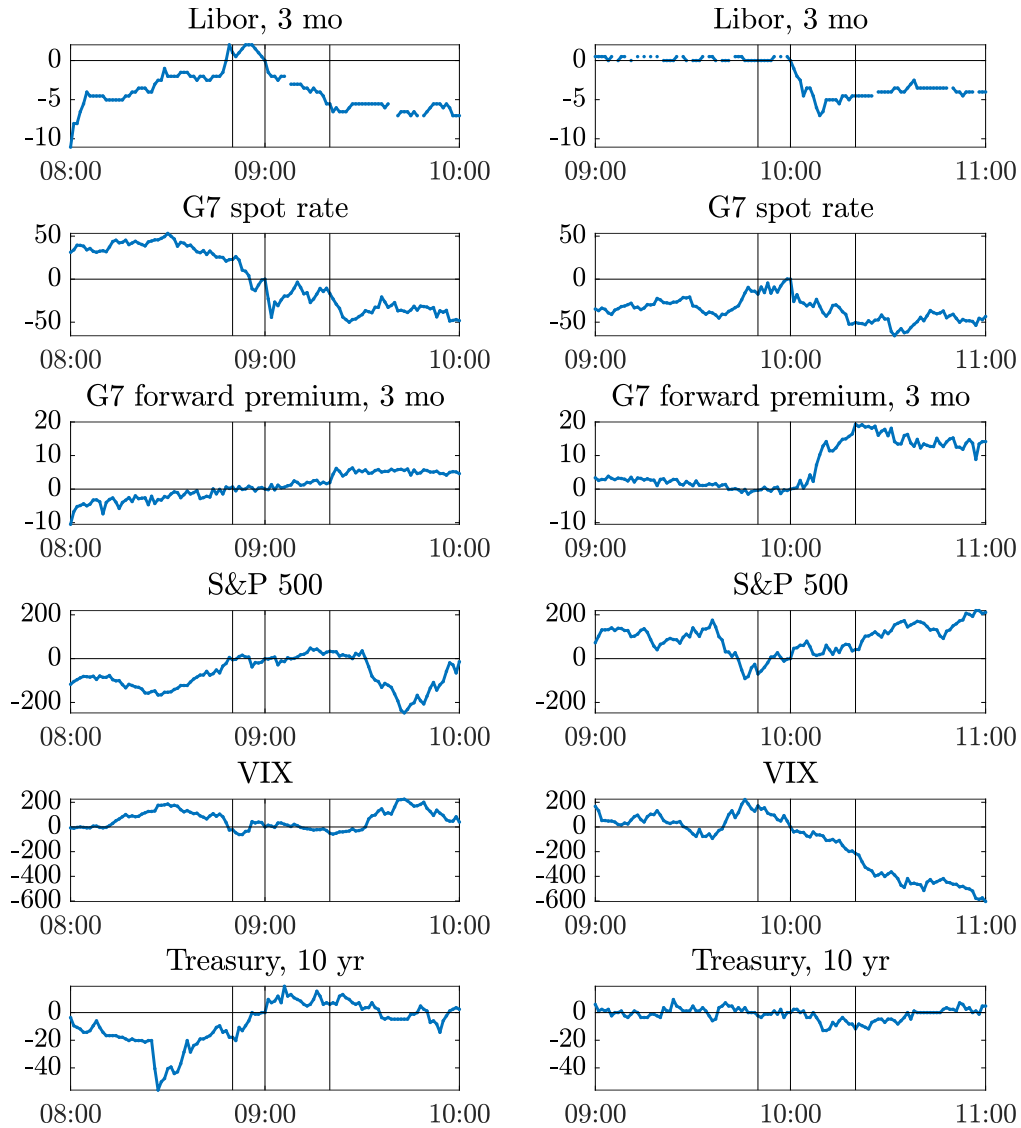 Libor, 3 mo
0
-5
-10
08:00 09:00 10:00
Libor, 3 mo
0
-5
-10
09:00 10:00 11:00
G7 spot rate
50
0
-50
08:00 09:00 10:00
G7 spot rate
50
0
-50
09:00 10:00 11:00
G7 forward premium, 3 mo
20
10
0
-10
08:00 09:00 10:00
G7 forward premium, 3 mo
20
10
0
-10
09:00 10:00 11:00
S&P 500
200
0
-200
08:00 09:00 10:00
S&P 500
200
0
-200
09:00 10:00 11:00
VIX
200
0
-200
-400
-600
08:00 09:00 10:00
VIX
200
0
-200
-400
-600
09:00 10:00 11:00
Treasury, 10 yr
0
-20
-40
08:00 09:00 10:00
Treasury, 10 yr
0
-20
-40
09:00 10:00 11:00